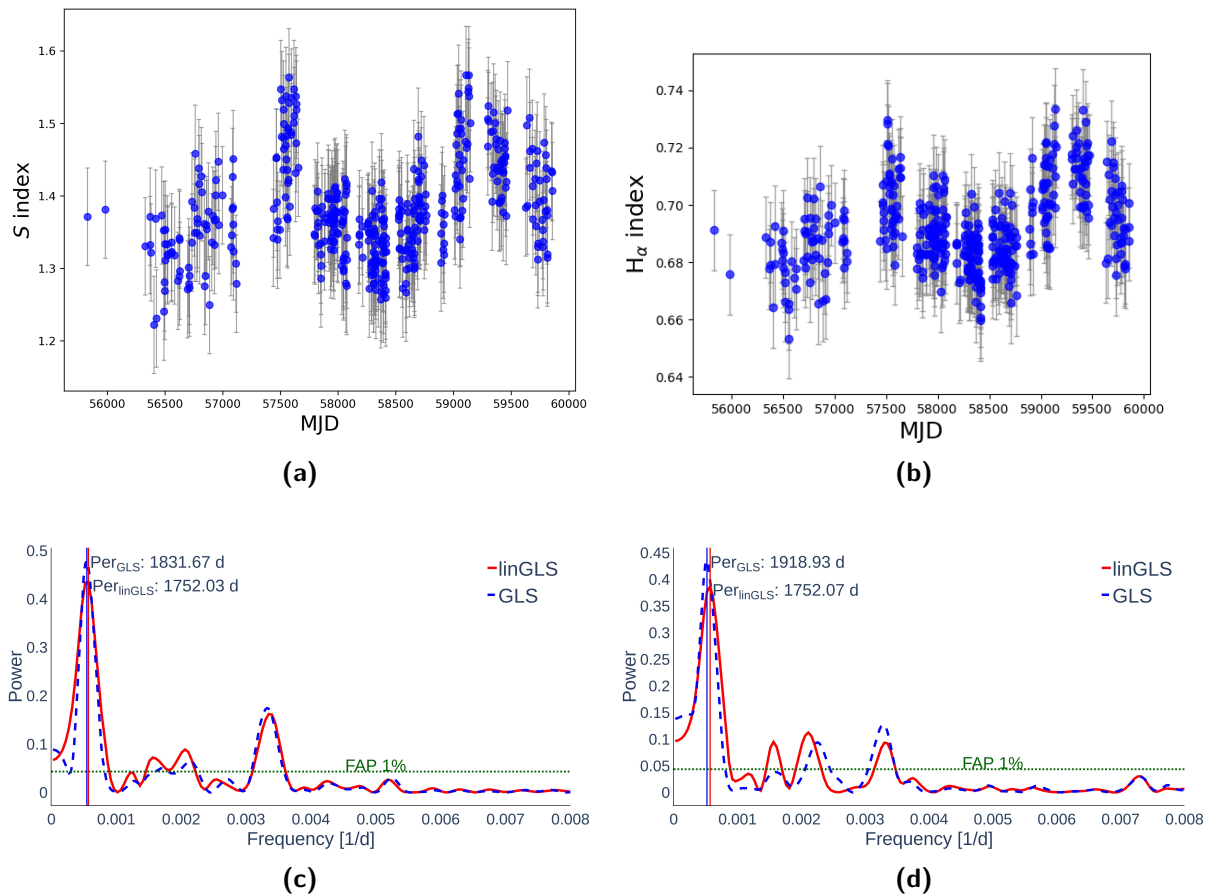 1.6
1.5
1.4
1.3
1.2
S index
56000 56500 57000 57500 58000 58500 59000 59500 60000
MJD
(a)
0.74
0.72
0.70
0.68
0.66
0.64
Hα index
56000 56500 57000 57500 58000 58500 59000 59500 60000
MJD
(b)
0.5
0.4
0.3
0.2
0.1
0
Power
PerGLS: 1831.67 d
PerlinGLS: 1752.03 d
linGLS
GLS
FAP 1%
0 0.001 0.002 0.003 0.004 0.005 0.006 0.007 0.008
Frequency [1/d]
(c)
0.45
0.4
0.35
0.3
0.25
0.2
0.15
0.1
0.05
0
Power
PerGLS: 1918.93 d
PerlinGLS: 1752.07 d
linGLS
GLS
FAP 1%
0 0.001 0.002 0.003 0.004 0.005 0.006 0.007 0.008
Frequency [1/d]
(d)